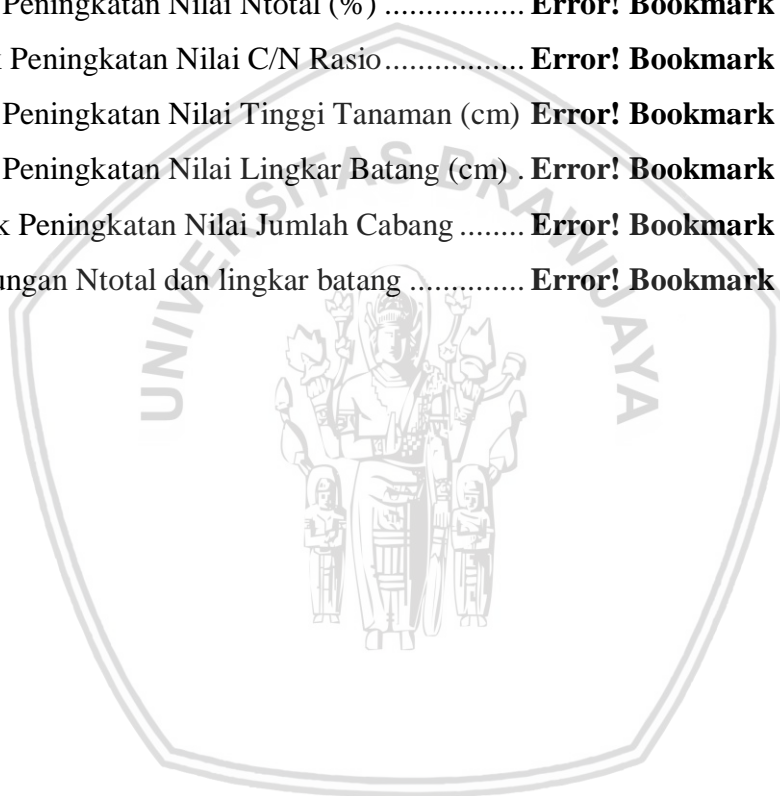 Peningkatan Nilai Ntotal (%) ................. Error! Bookmark
k Peningkatan Nilai C/N Rasio................. Error! Bookmark
Peningkatan Nilai Tinggi Tanaman (cm) Error! Bookmark
Peningkatan Nilai Lingkar Batang (cm) . Error! Bookmark
k Peningkatan Nilai Jumlah Cabang ........ Error! Bookmark
ungan Ntotal dan lingkar batang .............. Error! Bookmark
UNIVERSITAS BRAWIJAYA